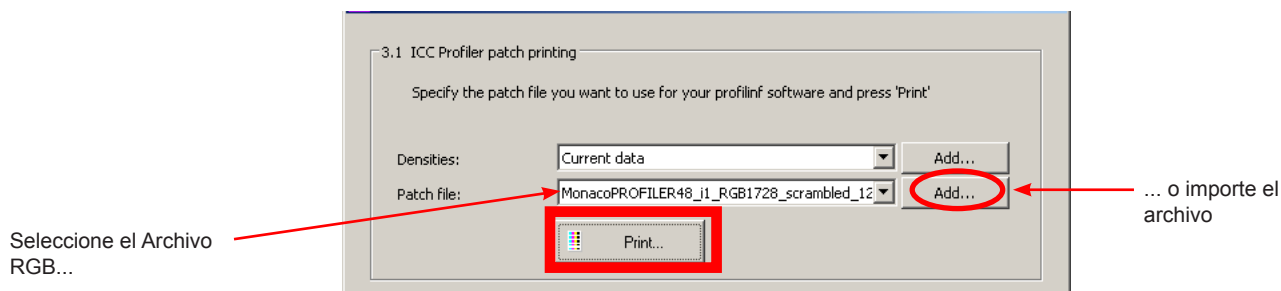 3.1 ICC Profiler patch printing
Specify the patch file you want to use for your profilinf software and press 'Print'
Densities:
Current data
Add...
Patch file:
MonacoPROFILER48_i1_RGB1728_scrambled_12
Add...
... o importe el
archivo
Seleccione el Archivo
RGB...
Print...